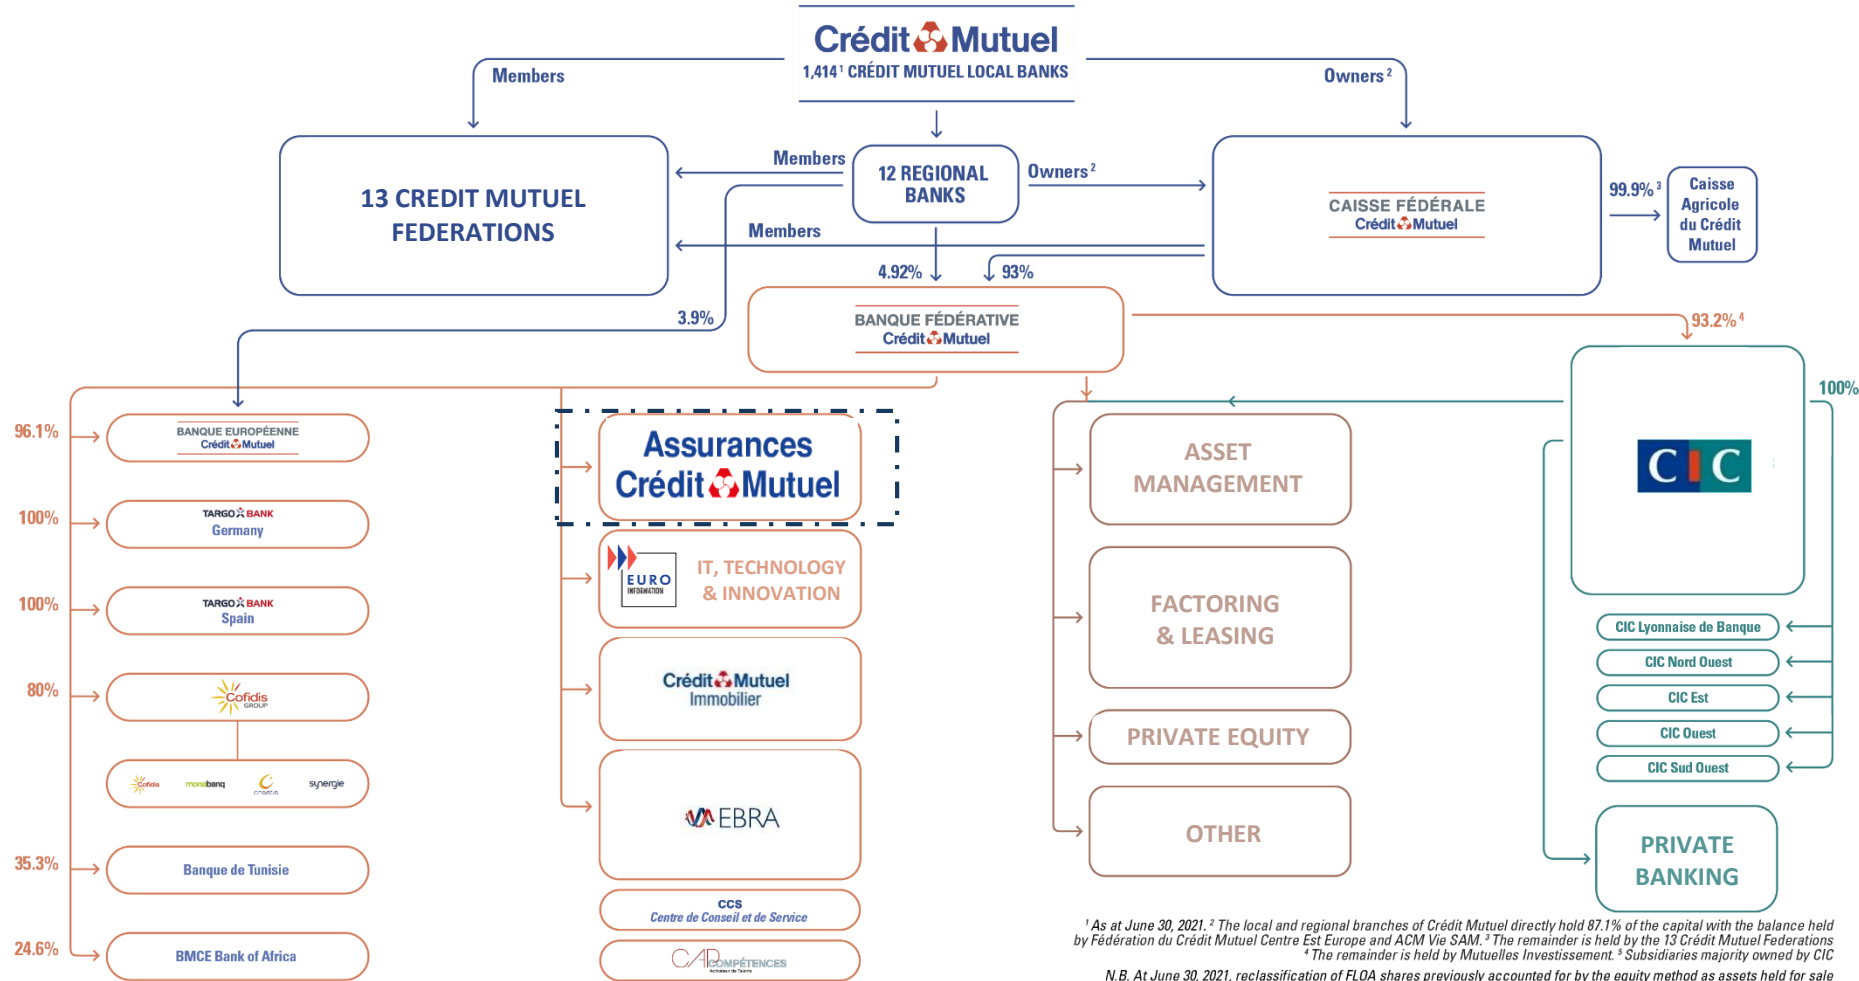 Crédit Mutuel
1,414¹ CRÉDIT MUTUEL LOCAL BANKS
Members
Owners ²
13 CREDIT MUTUEL
FEDERATIONS
Members
12 REGIONAL
BANKS
Owners ²
Members
CAISSE FÉDÉRALE
Crédit Mutuel
99.9% ³
Caisse
Agricole
du Crédit
Mutuel
4.92%
93%
3.9%
BANQUE FÉDÉRATIVE
Crédit Mutuel
93.2% ⁴
100%
96.1%
BANQUE EUROPÉENNE
Crédit Mutuel
100%
TARGO BANK
Germany
100%
TARGO BANK
Spain
80%
Cofidis
GROUP
Cofidis
monabanq
creatis
synergie
35.3%
Banque de Tunisie
24.6%
BMCE Bank of Africa
Assurances
Crédit Mutuel
EURO
INFORMATION
IT, TECHNOLOGY
& INNOVATION
Crédit Mutuel
Immobilier
EBRA
CCS
Centre de Conseil et de Service
CAP COMPÉTENCES
Activateur de Talents
ASSET
MANAGEMENT
FACTORING
& LEASING
PRIVATE EQUITY
OTHER
CIC
CIC Lyonnaise de Banque
CIC Nord Ouest
CIC Est
CIC Ouest
CIC Sud Ouest
PRIVATE
BANKING
¹ As at June 30, 2021. ² The local and regional branches of Crédit Mutuel directly hold 87.1% of the capital with the balance held
by Fédération du Crédit Mutuel Centre Est Europe and ACM Vie SAM. ³ The remainder is held by the 13 Crédit Mutuel Federations
⁴ The remainder is held by Mutuelles Investissement. ⁵ Subsidiaries majority owned by CIC
N.B. At June 30, 2021, reclassification of FLOA shares previously accounted for by the equity method as assets held for sale